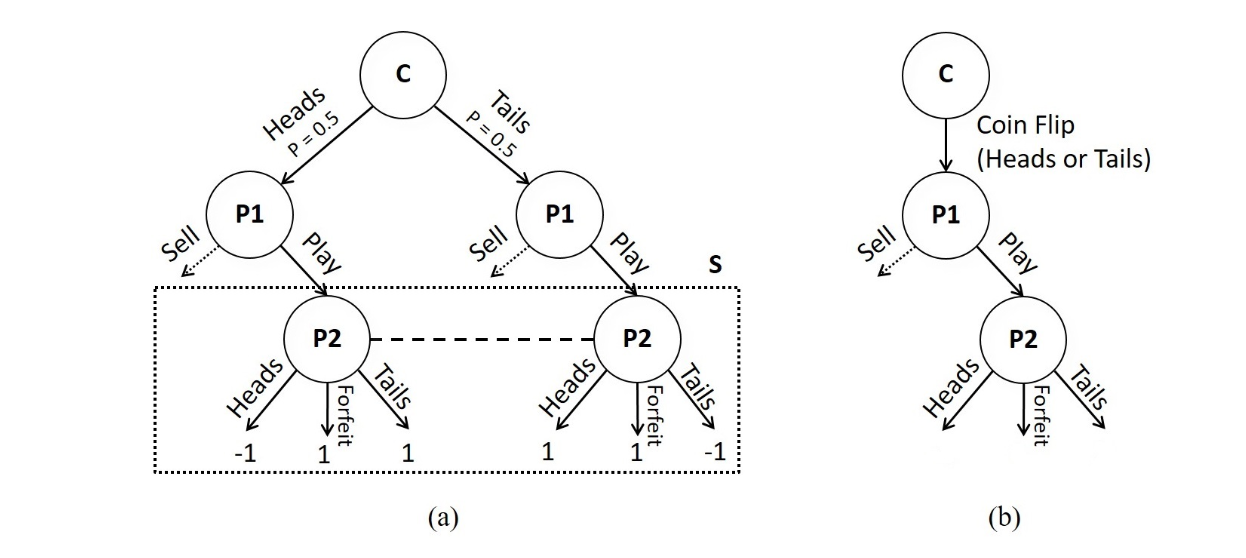 C
Heads
P = 0.5
Tails
P = 0.5
P1
P1
Sell
Play
Sell
Play
S
P2
P2
Heads
Forfeit
Tails
Heads
Forfeit
Tails
-1
1
1
1
1
-1
(a)
C
Coin Flip
(Heads or Tails)
P1
Sell
Play
P2
Heads
Forfeit
Tails
(b)